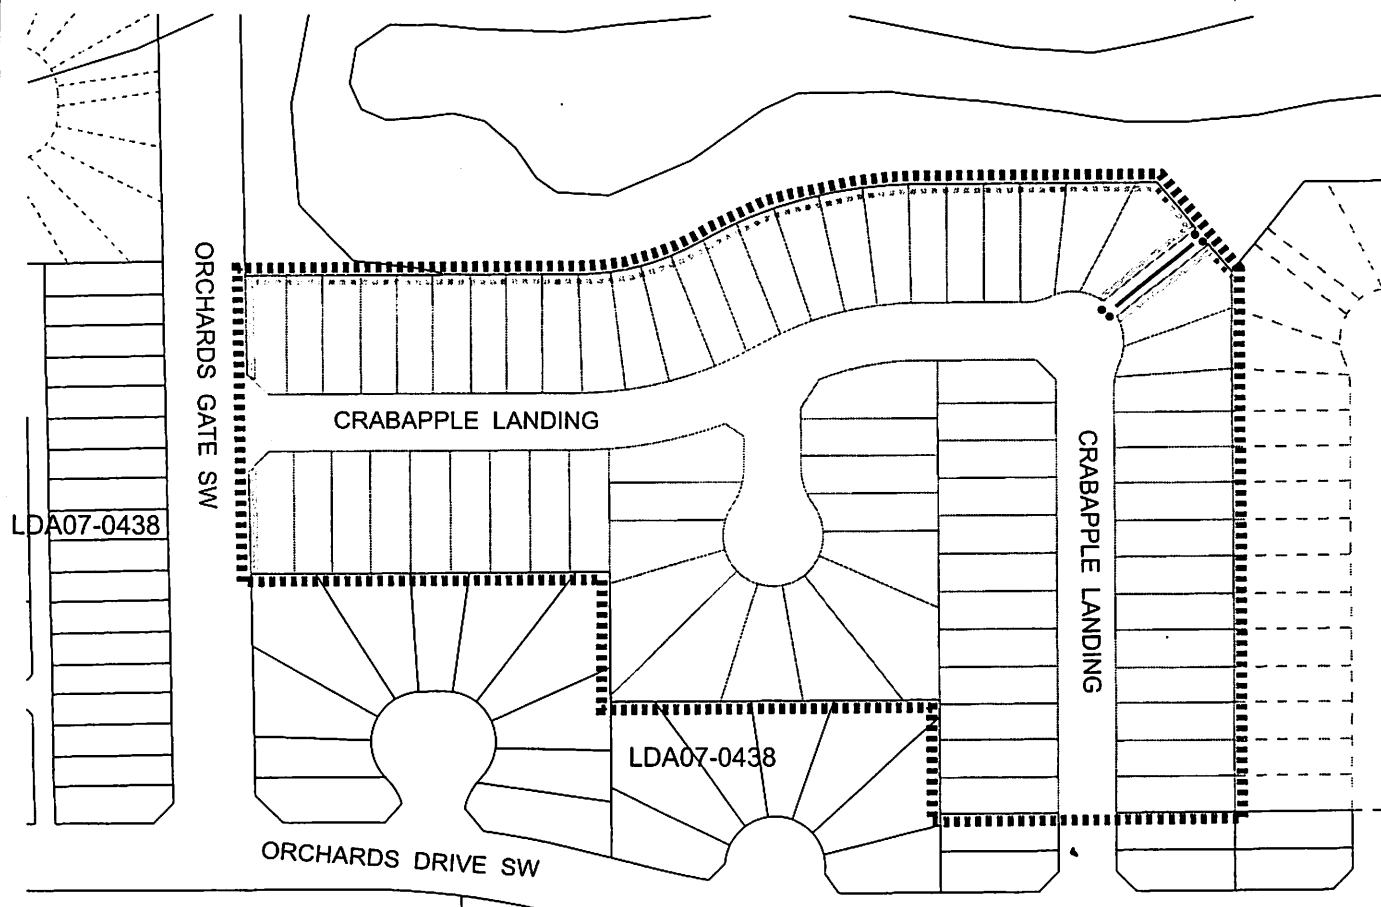 ORCHARDS GATE SW
CRABAPPLE LANDING
CRABAPPLE LANDING
LDA07-0438
LDA07-0438
ORCHARDS DRIVE SW